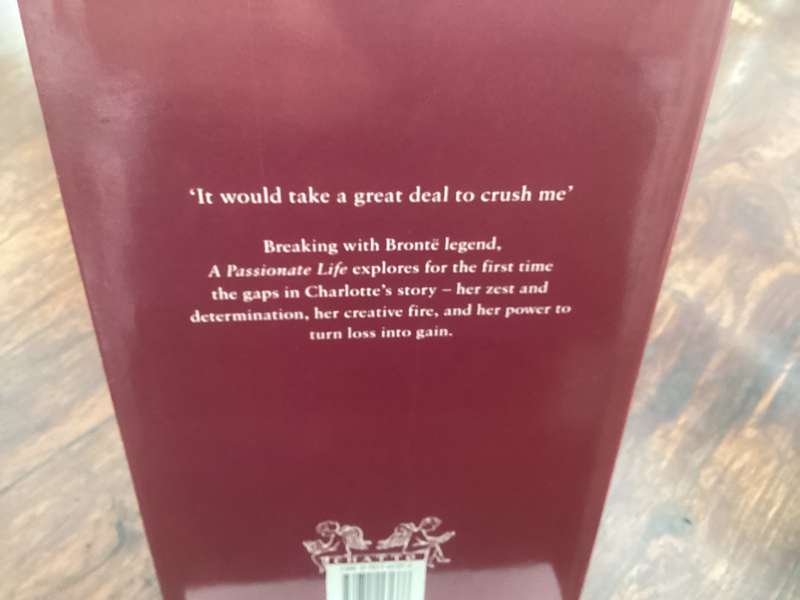 ‘It would take a great deal to crush me’
Breaking with Brontë legend,
A Passionate Life explores for the first time
the gaps in Charlotte’s story – her zest and
determination, her creative fire, and her power to
turn loss into gain.
CHATTO